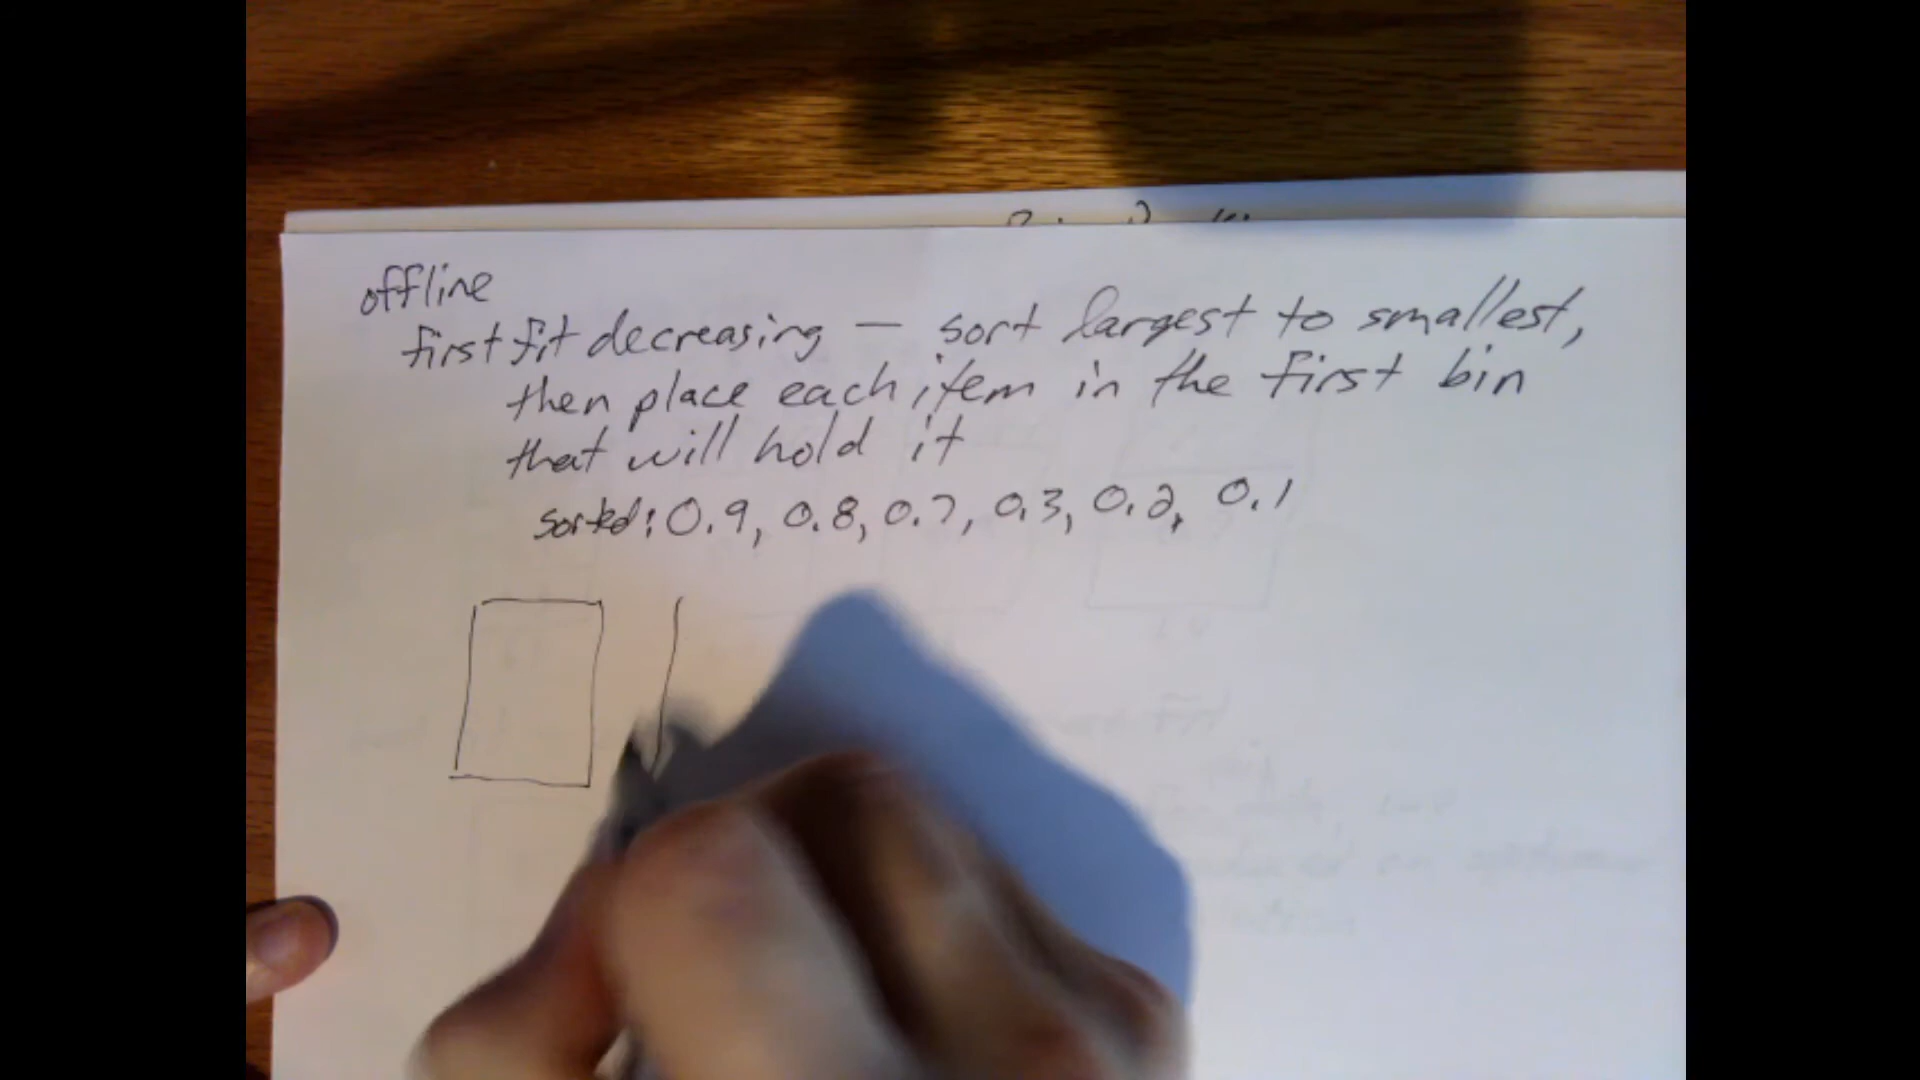 offline
first fit decreasing — sort largest to smallest,
then place each item in the first bin
that will hold it
sorted: 0.9, 0.8, 0.7, 0.3, 0.2, 0.1